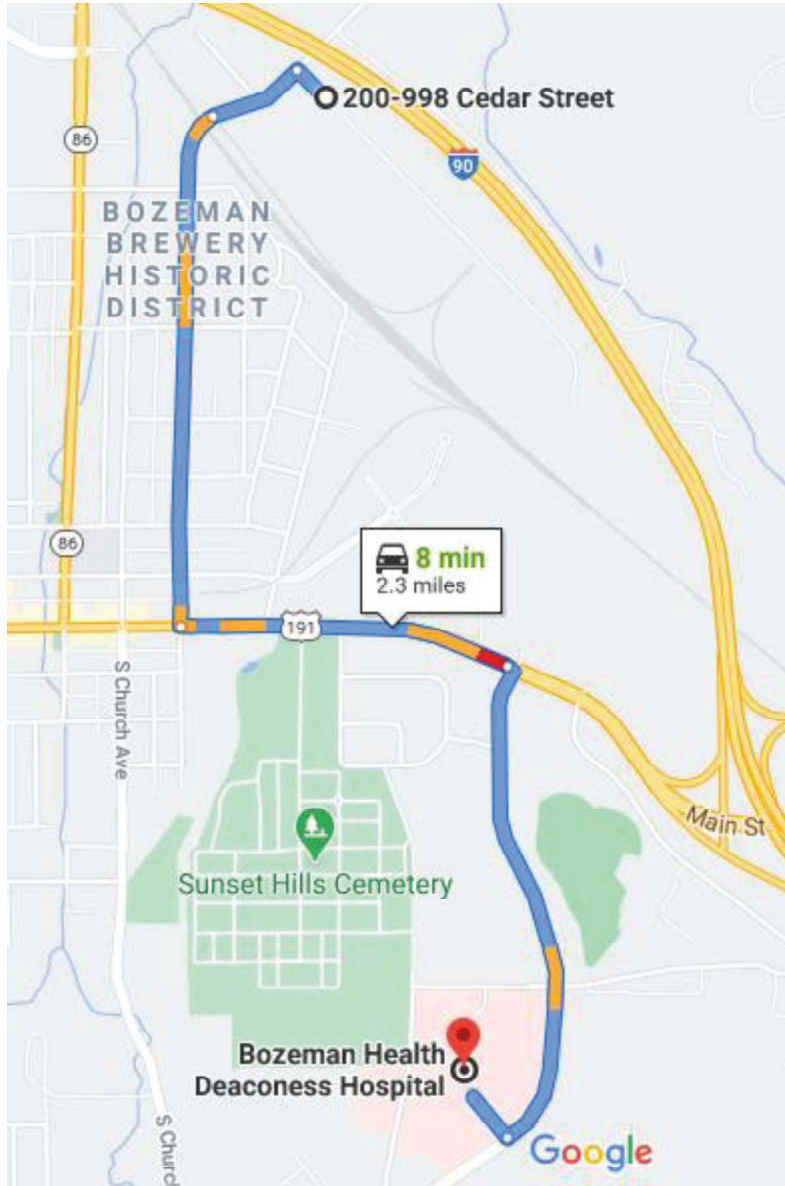 200-998 Cedar Street
86
90
BOZEMAN
BREWERY
HISTORIC
DISTRICT
86
8 min
2.3 miles
191
S Church Ave
Main St
Sunset Hills Cemetery
Bozeman Health
Deaconess Hospital
S Church
Google